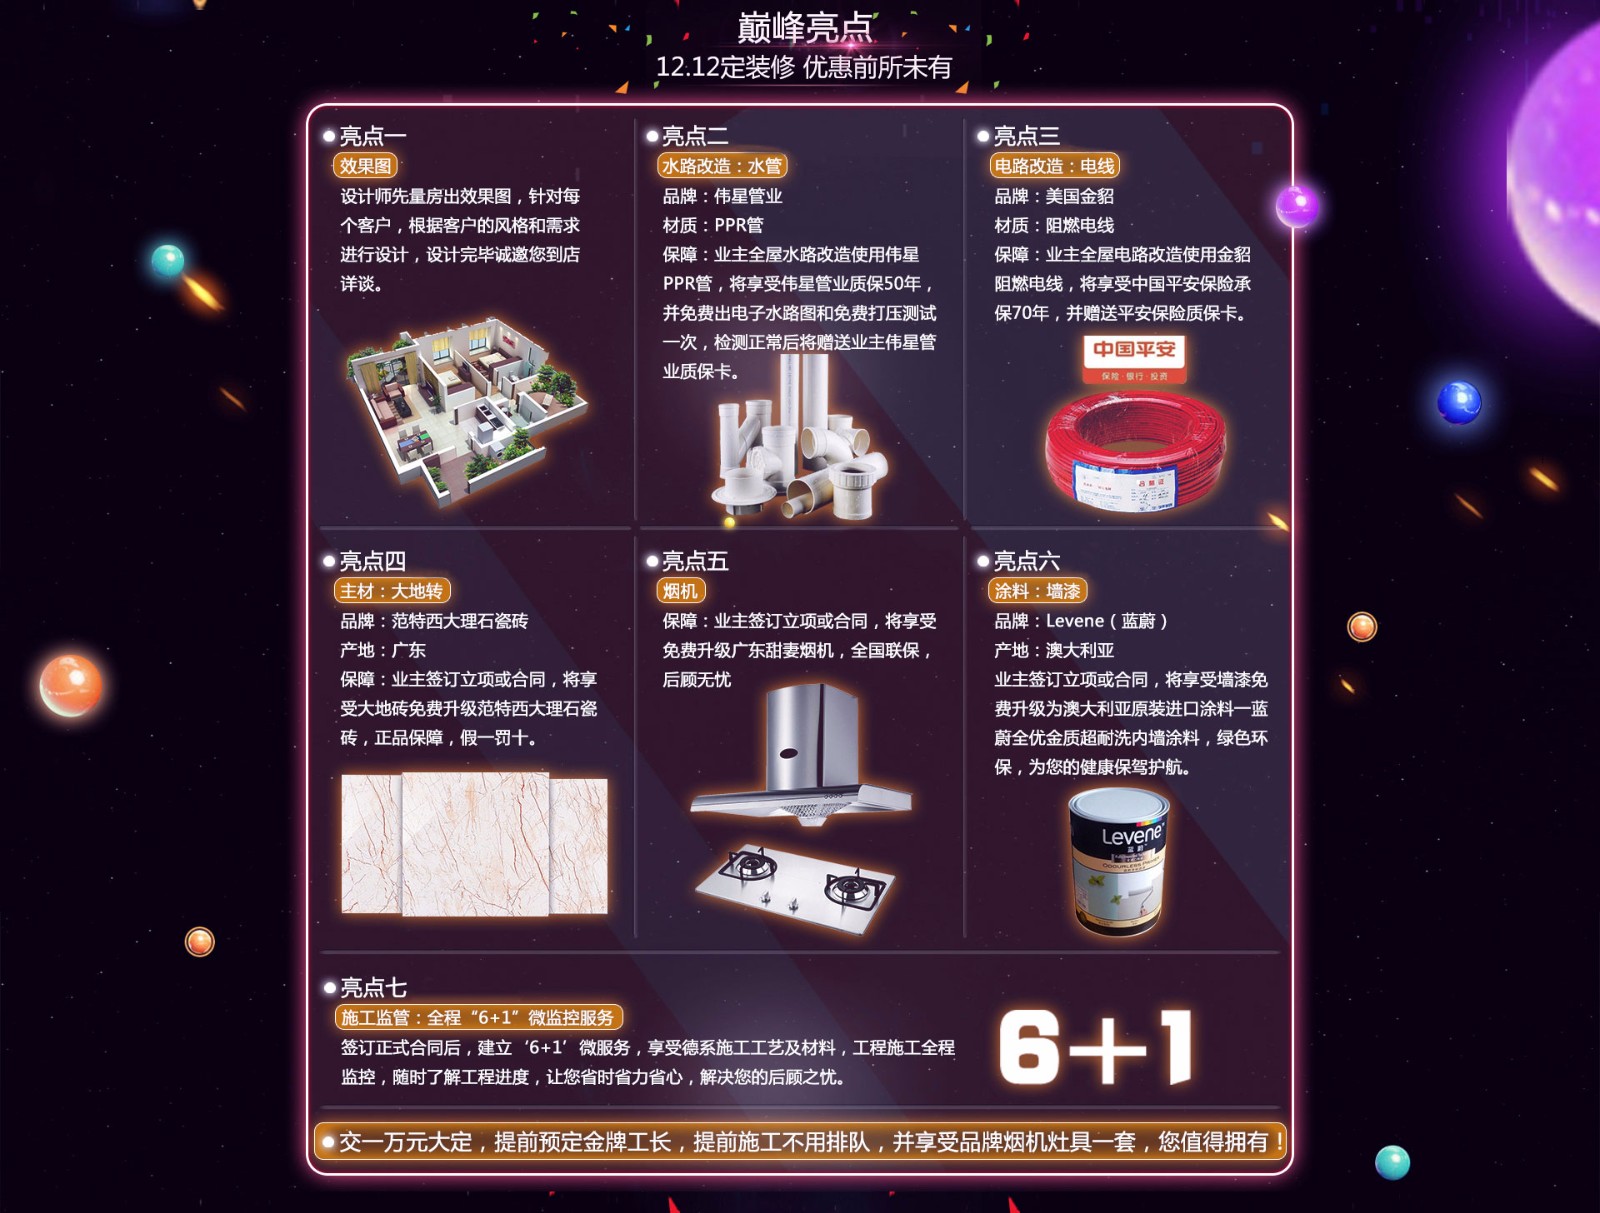 巅峰亮点
12.12定装修 优惠前所未有
亮点一
效果图
设计师先量房出效果图，针对每
个客户，根据客户的风格和需求
进行设计，设计完毕诚邀您到店
详谈。
亮点二
水路改造：水管
品牌：伟星管业
材质：PPR管
保障：业主全屋水路改造使用伟星
PPR管，将享受伟星管业质保50年，
并免费出电子水路图和免费打压测试
一次，检测正常后将赠送业主伟星管
业质保卡。
亮点三
电路改造：电线
品牌：美国金貂
材质：阻燃电线
保障：业主全屋电路改造使用金貂
阻燃电线，将享受中国平安保险承
保70年，并赠送平安保险质保卡。
中国平安
保险·银行·投资
亮点四
主材：大地转
品牌：范特西大理石瓷砖
产地：广东
保障：业主签订立项或合同，将享
受大地砖免费升级范特西大理石瓷
砖，正品保障，假一罚十。
亮点五
烟机
保障：业主签订立项或合同，将享受
免费升级广东甜妻烟机，全国联保，
后顾无忧
亮点六
涂料：墙漆
品牌：Levene（蓝蔚）
产地：澳大利亚
业主签订立项或合同，将享受墙漆免
费升级为澳大利亚原装进口涂料一蓝
蔚全优金质超耐洗内墙涂料，绿色环
保，为您的健康保驾护航。
Levene
亮点七
施工监管：全程“6+1”微监控服务
签订正式合同后，建立‘6+1’微服务，享受德系施工工艺及材料，工程施工全程
监控，随时了解工程进度，让您省时省力省心，解决您的后顾之忧。
6+1
交一万元大定，提前预定金牌工长，提前施工不用排队，并享受品牌烟机灶具一套，您值得拥有！